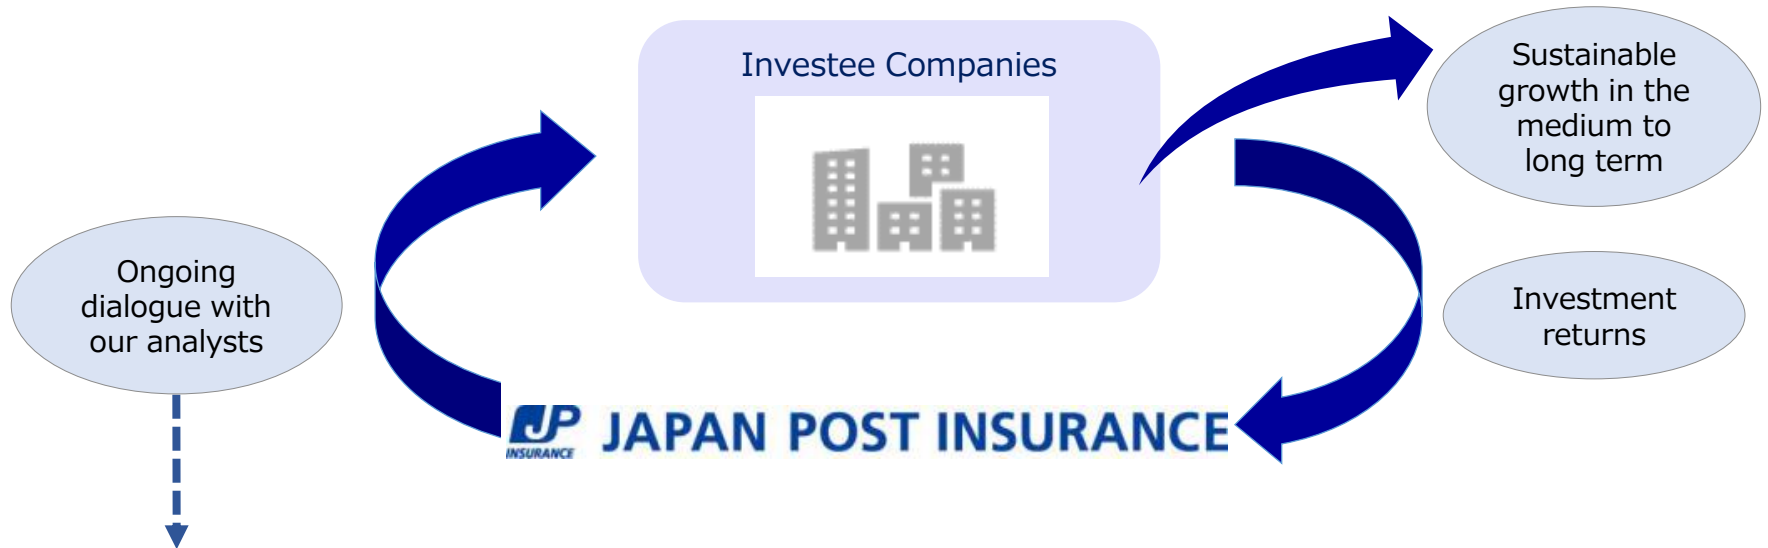 Investee Companies
Sustainable
growth in the
medium to
long term
Ongoing
dialogue with
our analysts
Investment
returns
JP
INSURANCE
JAPAN POST INSURANCE